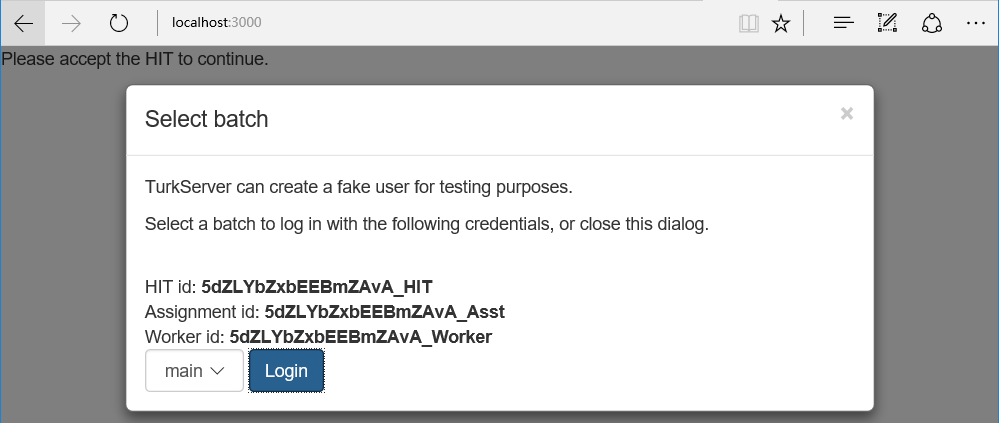 localhost:3000
Please accept the HIT to continue.
Select batch
×
TurkServer can create a fake user for testing purposes.
Select a batch to log in with the following credentials, or close this dialog.
HIT id: 5dZLYbZxbEEBmZAvA_HIT
Assignment id: 5dZLYbZxbEEBmZAvA_Asst
Worker id: 5dZLYbZxbEEBmZAvA_Worker
main Login